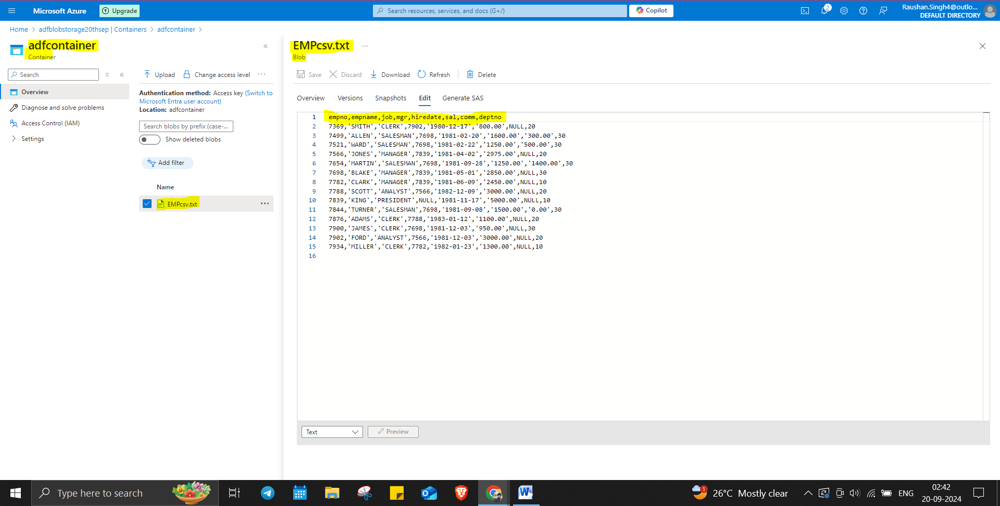 Microsoft Azure
Upgrade
Search resources, services, and docs (G+/)
Copilot
2
Raushan.Singh4@outlo...
DEFAULT DIRECTORY
Home > adfblobstorage20thsep | Containers > adfcontainer >
adfcontainer
Container
Search
Overview
Diagnose and solve problems
Access Control (IAM)
Settings
Upload
Change access level
Authentication method: Access key (Switch to
Microsoft Entra user account)
Location: adfcontainer
Search blobs by prefix (case-...
Show deleted blobs
Add filter
Name
EMPcsv.txt
EMPcsv.txt
Blob
Save
Discard
Download
Refresh
Delete
Overview
Versions
Snapshots
Edit
Generate SAS
1 empno,empname,job,mgr,hiredate,sal,comm,deptno
2 7369,'SMITH','CLERK',7902,'1980-12-17','800.00',NULL,20
3 7499,'ALLEN','SALESMAN',7698,'1981-02-20','1600.00','300.00',30
4 7521,'WARD','SALESMAN',7698,'1981-02-22','1250.00','500.00',30
5 7566,'JONES','MANAGER',7839,'1981-04-02','2975.00',NULL,20
6 7654,'MARTIN','SALESMAN',7698,'1981-09-28','1250.00','1400.00',30
7 7698,'BLAKE','MANAGER',7839,'1981-05-01','2850.00',NULL,30
8 7782,'CLARK','MANAGER',7839,'1981-06-09','2450.00',NULL,10
9 7788,'SCOTT','ANALYST',7566,'1982-12-09','3000.00',NULL,20
10 7839,'KING','PRESIDENT',NULL,'1981-11-17','5000.00',NULL,10
11 7844,'TURNER','SALESMAN',7698,'1981-09-08','1500.00','0.00',30
12 7876,'ADAMS','CLERK',7788,'1983-01-12','1100.00',NULL,20
13 7900,'JAMES','CLERK',7698,'1981-12-03','950.00',NULL,30
14 7902,'FORD','ANALYST',7566,'1981-12-03','3000.00',NULL,20
15 7934,'MILLER','CLERK',7782,'1982-01-23','1300.00',NULL,10
16
Text
Preview
Type here to search
1
26°C Mostly clear
ENG
02:42
20-09-2024